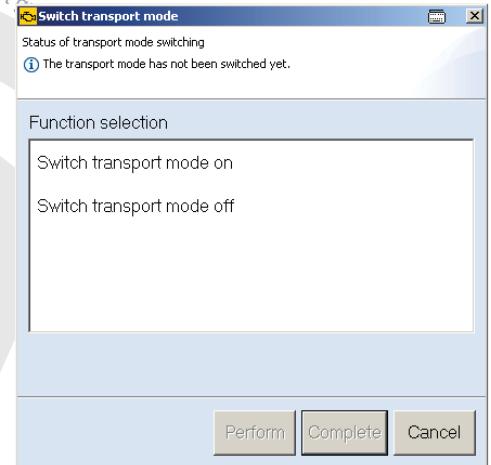 Switch transport mode
Status of transport mode switching
The transport mode has not been switched yet.
Function selection
Switch transport mode on
Switch transport mode off
Perform Complete Cancel